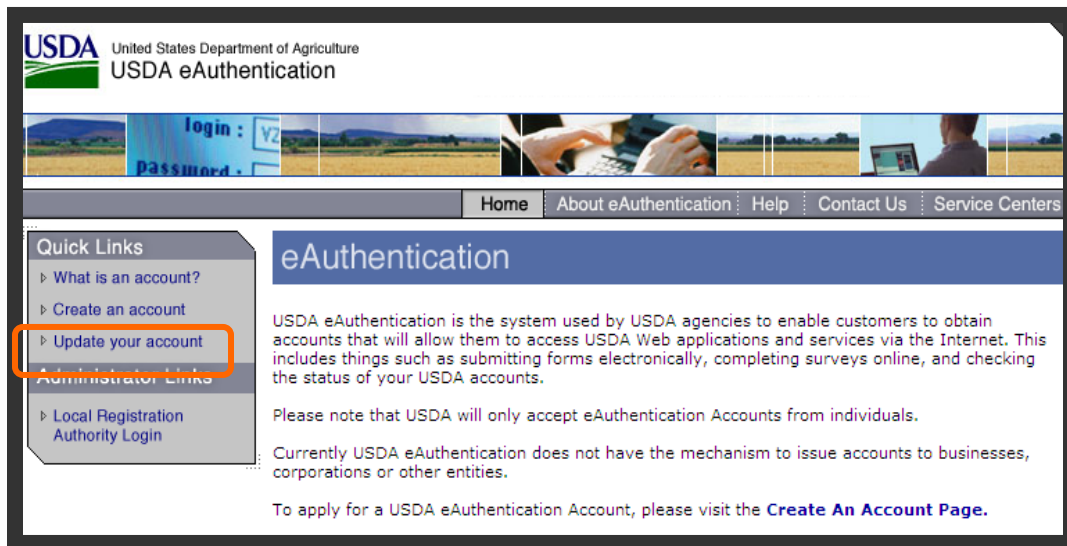 USDA
United States Department of Agriculture
USDA eAuthentication
login :
VZ
password :
Home
About eAuthentication
Help
Contact Us
Service Centers
Quick Links
What is an account?
Create an account
Update your account
Administrator Links
Local Registration
Authority Login
eAuthentication
USDA eAuthentication is the system used by USDA agencies to enable customers to obtain
accounts that will allow them to access USDA Web applications and services via the Internet. This
includes things such as submitting forms electronically, completing surveys online, and checking
the status of your USDA accounts.
Please note that USDA will only accept eAuthentication Accounts from individuals.
Currently USDA eAuthentication does not have the mechanism to issue accounts to businesses,
corporations or other entities.
To apply for a USDA eAuthentication Account, please visit the Create An Account Page.